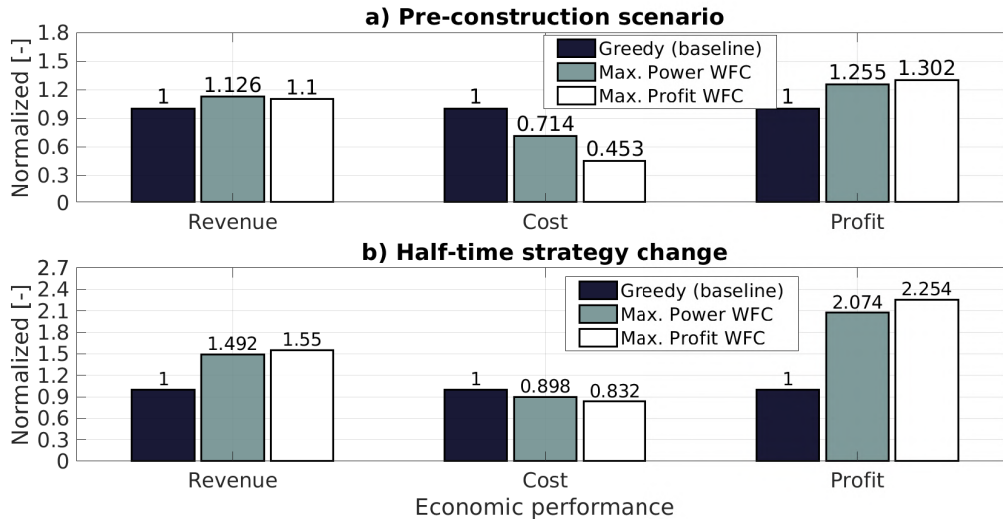 a) Pre-construction scenario
Normalized [-]
1.8
1.5
1.2
0.9
0.6
0.3
0
Greedy (baseline)
Max. Power WFC
Max. Profit WFC
1
1.126
1.1
1
0.714
0.453
1
1.255
1.302
Revenue
Cost
Profit
b) Half-time strategy change
Normalized [-]
2.7
2.4
2.1
1.8
1.5
1.2
0.9
0.6
0.3
0
Greedy (baseline)
Max. Power WFC
Max. Profit WFC
1
1.492
1.55
1
0.898
0.832
1
2.074
2.254
Revenue
Cost
Profit
Economic performance